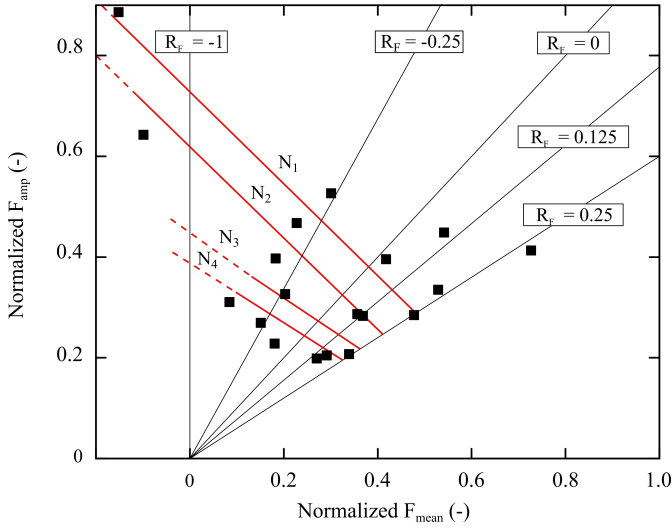 0.8
R_F = -1
R_F = -0.25
R_F = 0
R_F = 0.125
R_F = 0.25
0.6
N_1
N_2
N_3
N_4
Normalized F_amp (-)
0.4
0.2
0
0 0.2 0.4 0.6 0.8 1.0
Normalized F_mean (-)